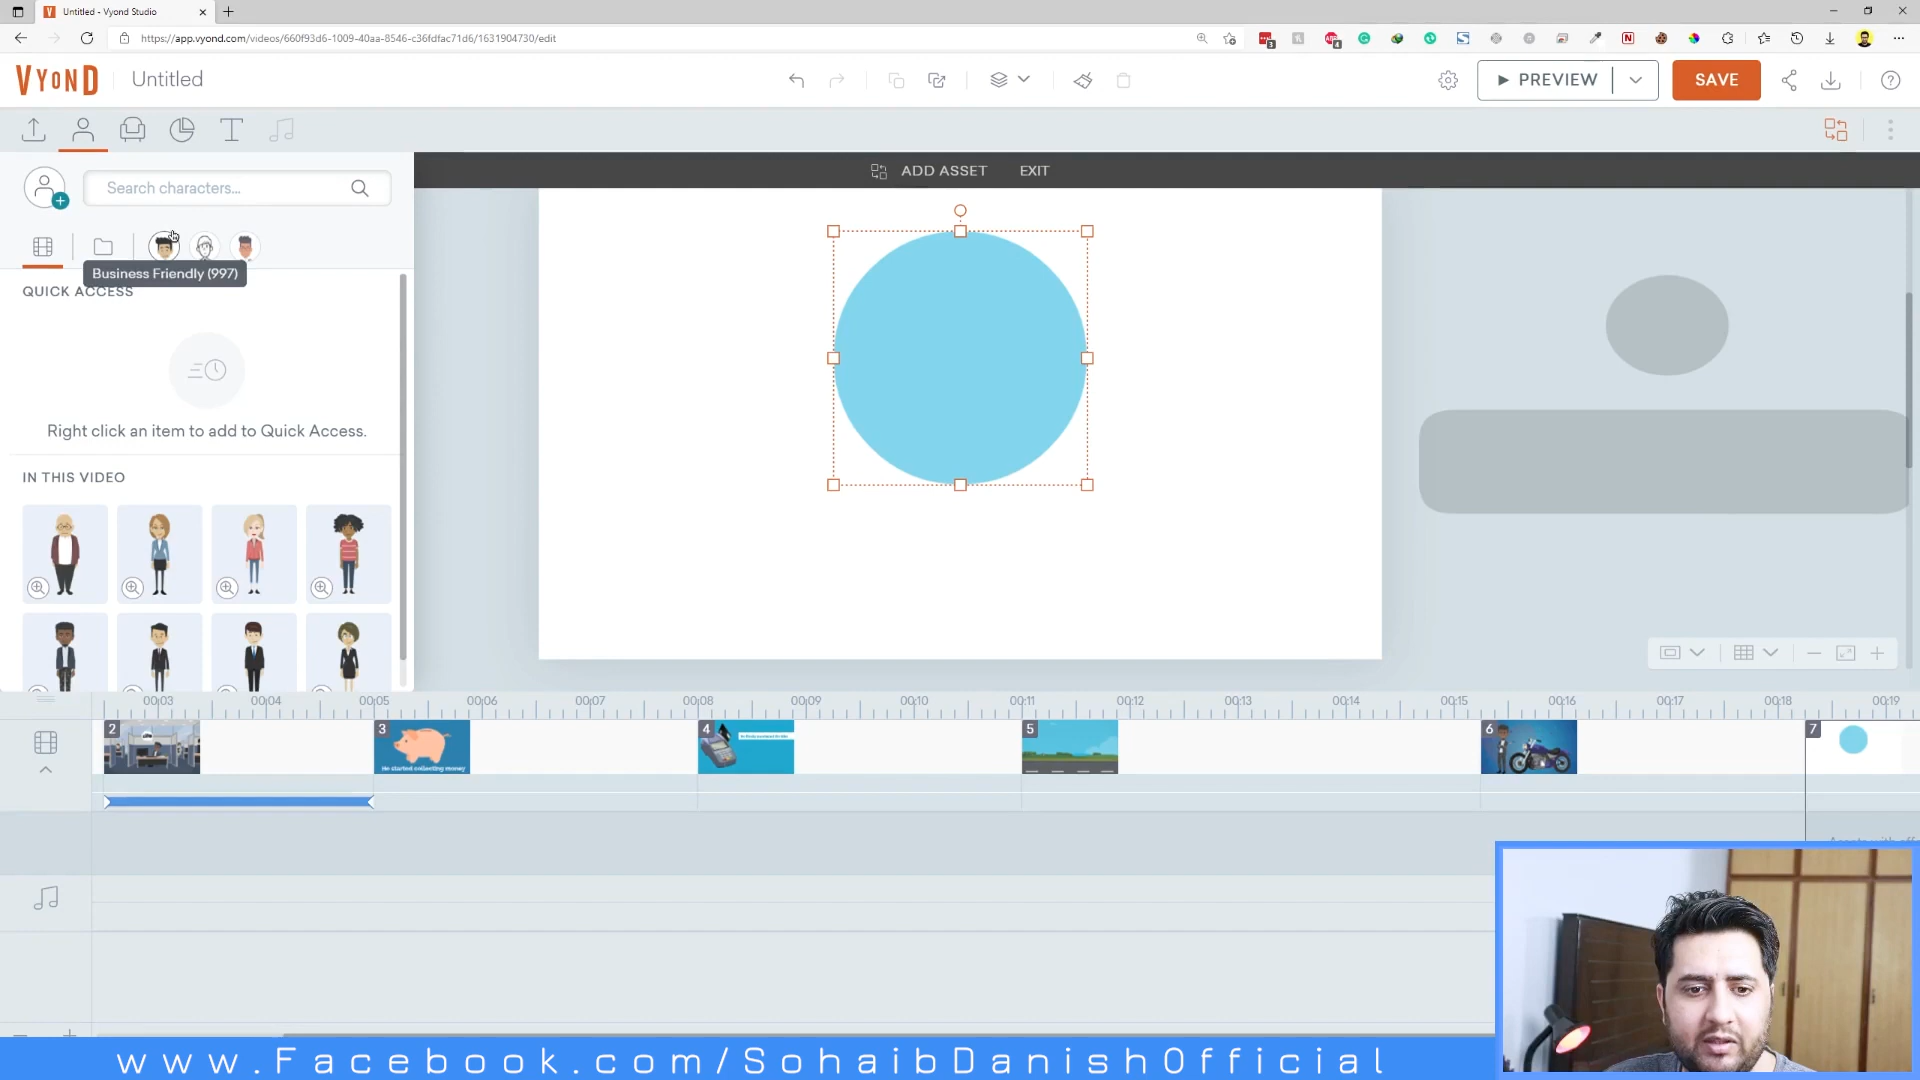 Untitled - Vyond Studio
https://app.vyond.com/videos/660f93d6-1009-40aa-8546-c36fdfac71d6/1631904730/edit
VYOND
Untitled
PREVIEW
SAVE
Search characters...
ADD ASSET
EXIT
Business Friendly (997)
QUICK ACCESS
Right click an item to add to Quick Access.
IN THIS VIDEO
00:03 00:04 00:05 00:06 00:07 00:08 00:09 00:10 00:11 00:12 00:13 00:14 00:15 00:16 00:17 00:18 00:19
2 3 4 5 6 7
He started collecting money
www.Facebook.com/SohaibDanishOfficial